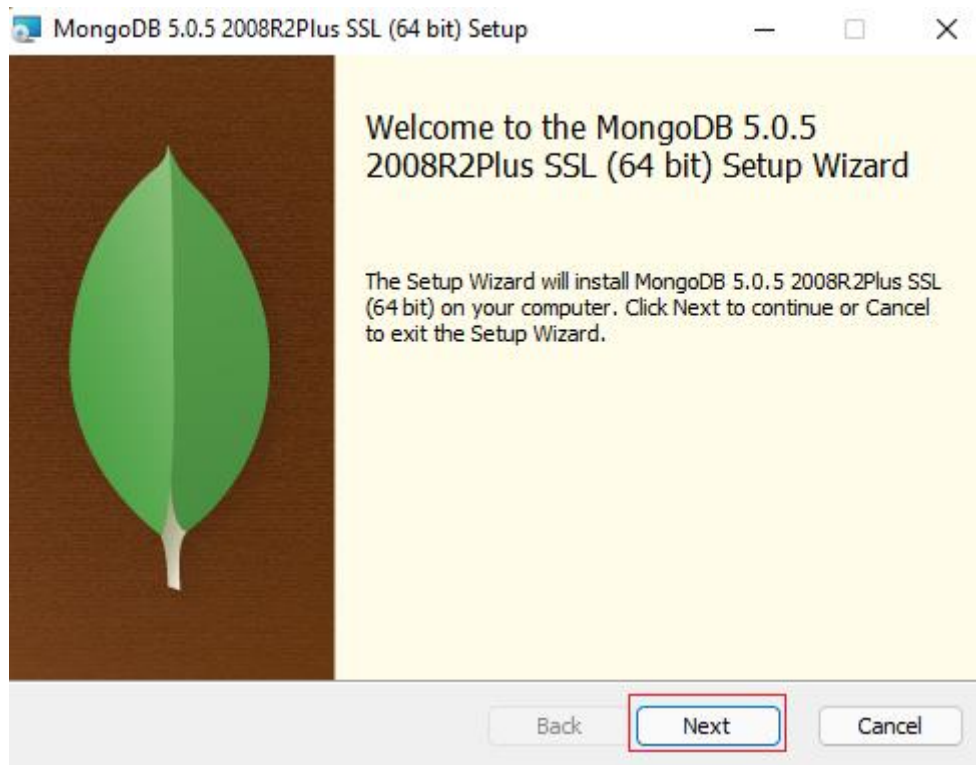 MongoDB 5.0.5 2008R2Plus SSL (64 bit) Setup
Welcome to the MongoDB 5.0.5
2008R2Plus SSL (64 bit) Setup Wizard
The Setup Wizard will install MongoDB 5.0.5 2008R2Plus SSL
(64 bit) on your computer. Click Next to continue or Cancel
to exit the Setup Wizard.
Back Next Cancel